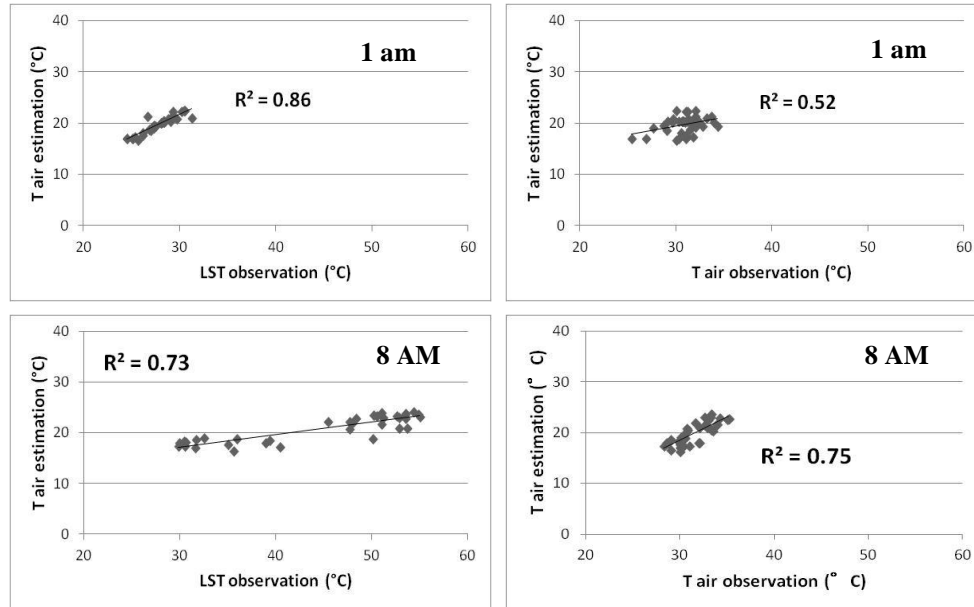 40
30
20
10
0
20
30
40
50
60
T air estimation (°C)
LST observation (°C)
1 am
R² = 0.86
40
30
20
10
0
20
30
40
50
60
T air estimation (°C)
T air observation (°C)
1 am
R² = 0.52
40
30
20
10
0
20
30
40
50
60
T air estimation (°C)
LST observation (°C)
R² = 0.73
8 AM
40
30
20
10
0
20
30
40
50
60
T air estimation (° C)
T air observation (° C)
8 AM
R² = 0.75